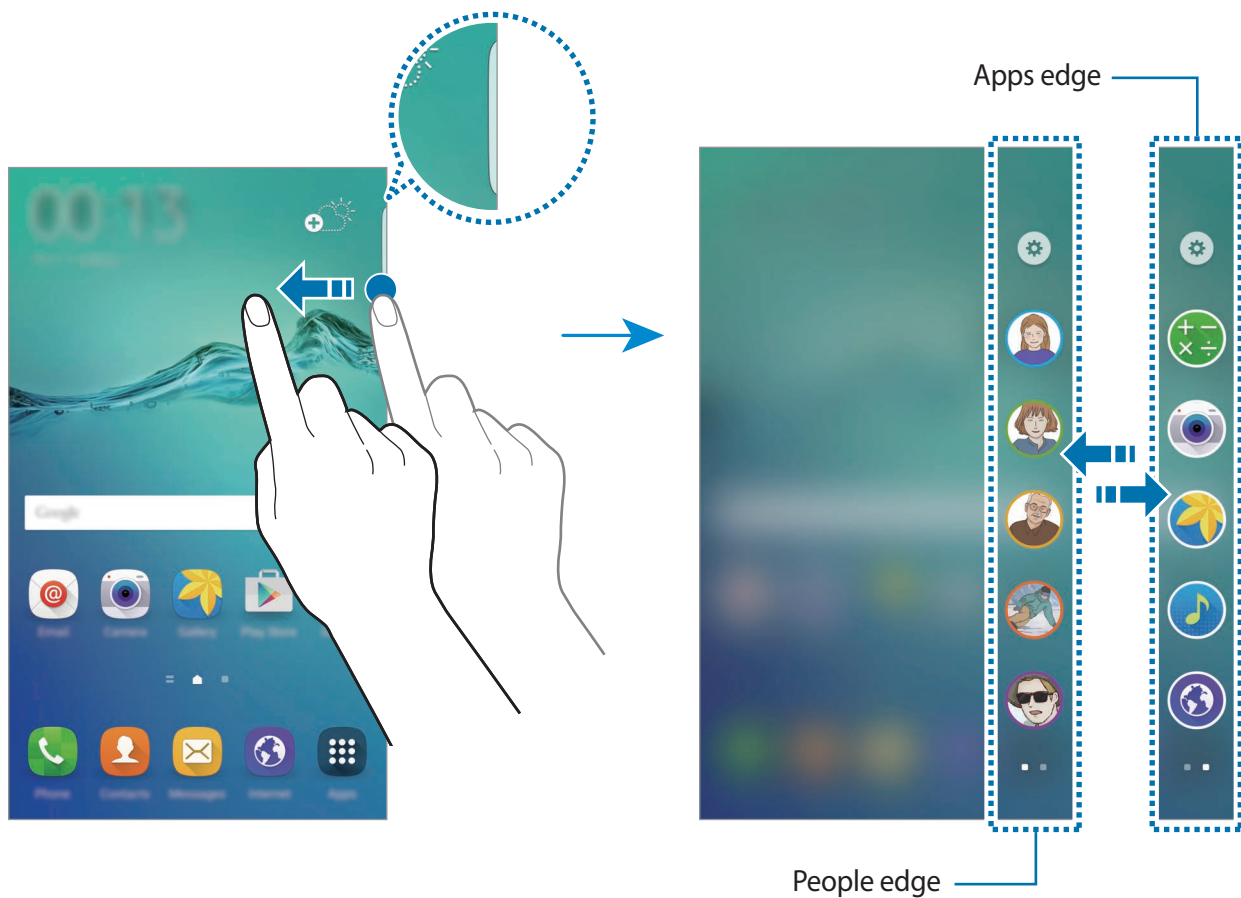 Apps edge
00:13
Google
Email Camera Gallery Play Store
Phone Contacts Messages Internet Apps
People edge